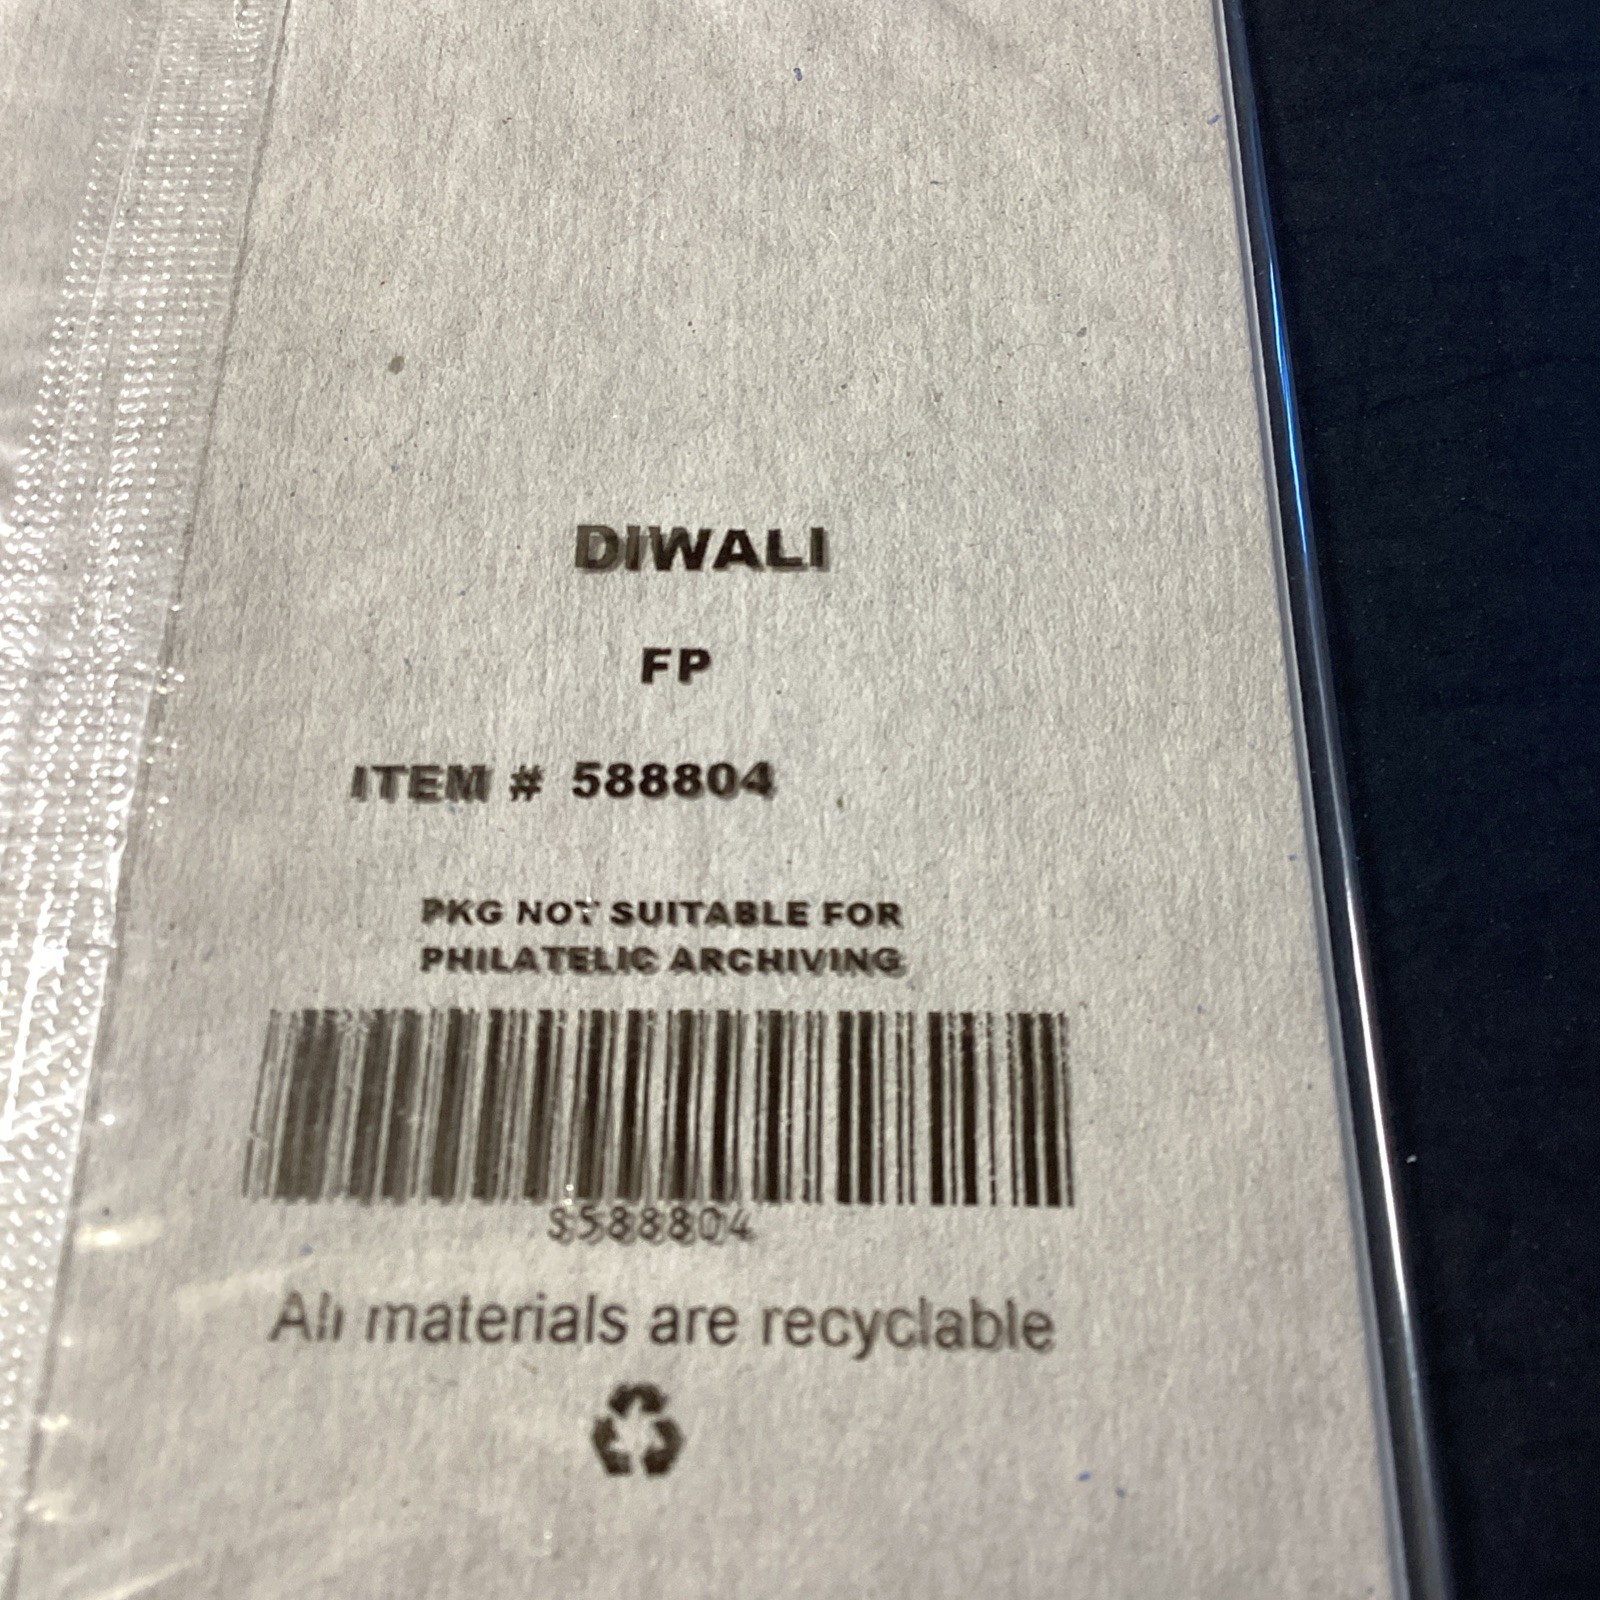 DIWALI
FP
ITEM # 588804
PKG NOT SUITABLE FOR
PHILATELIC ARCHIVING
S588804
All materials are recyclable